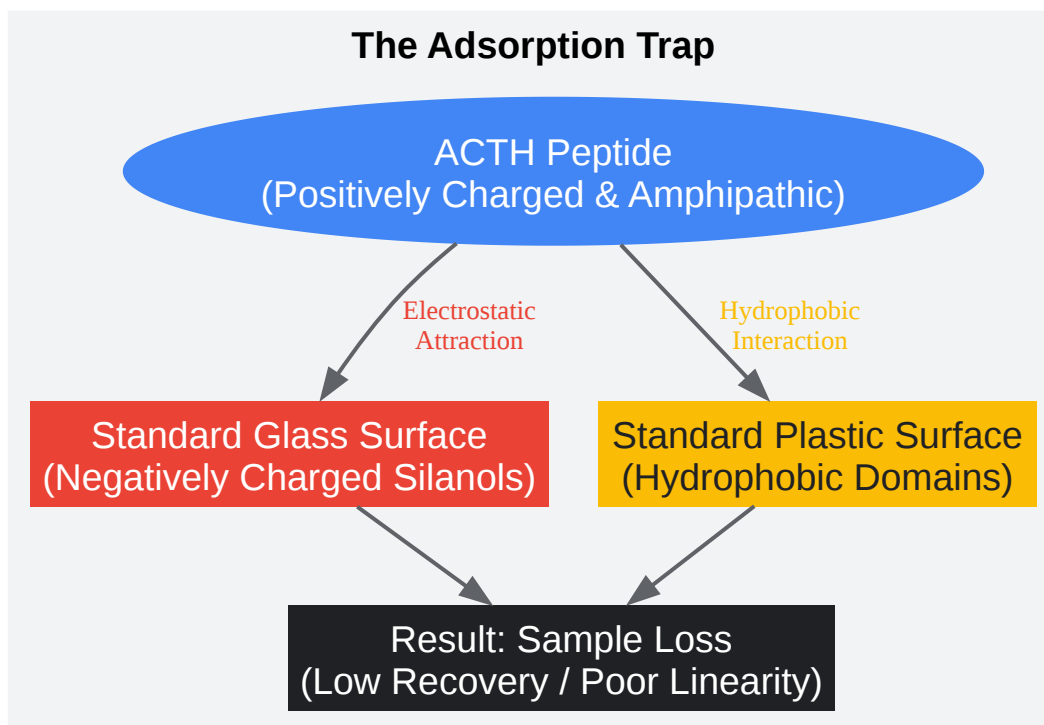 The Adsorption Trap
ACTH Peptide
(Positively Charged & Amphipathic)
Electrostatic
Attraction
Hydrophobic
Interaction
Standard Glass Surface
(Negatively Charged Silanols)
Standard Plastic Surface
(Hydrophobic Domains)
Result: Sample Loss
(Low Recovery / Poor Linearity)